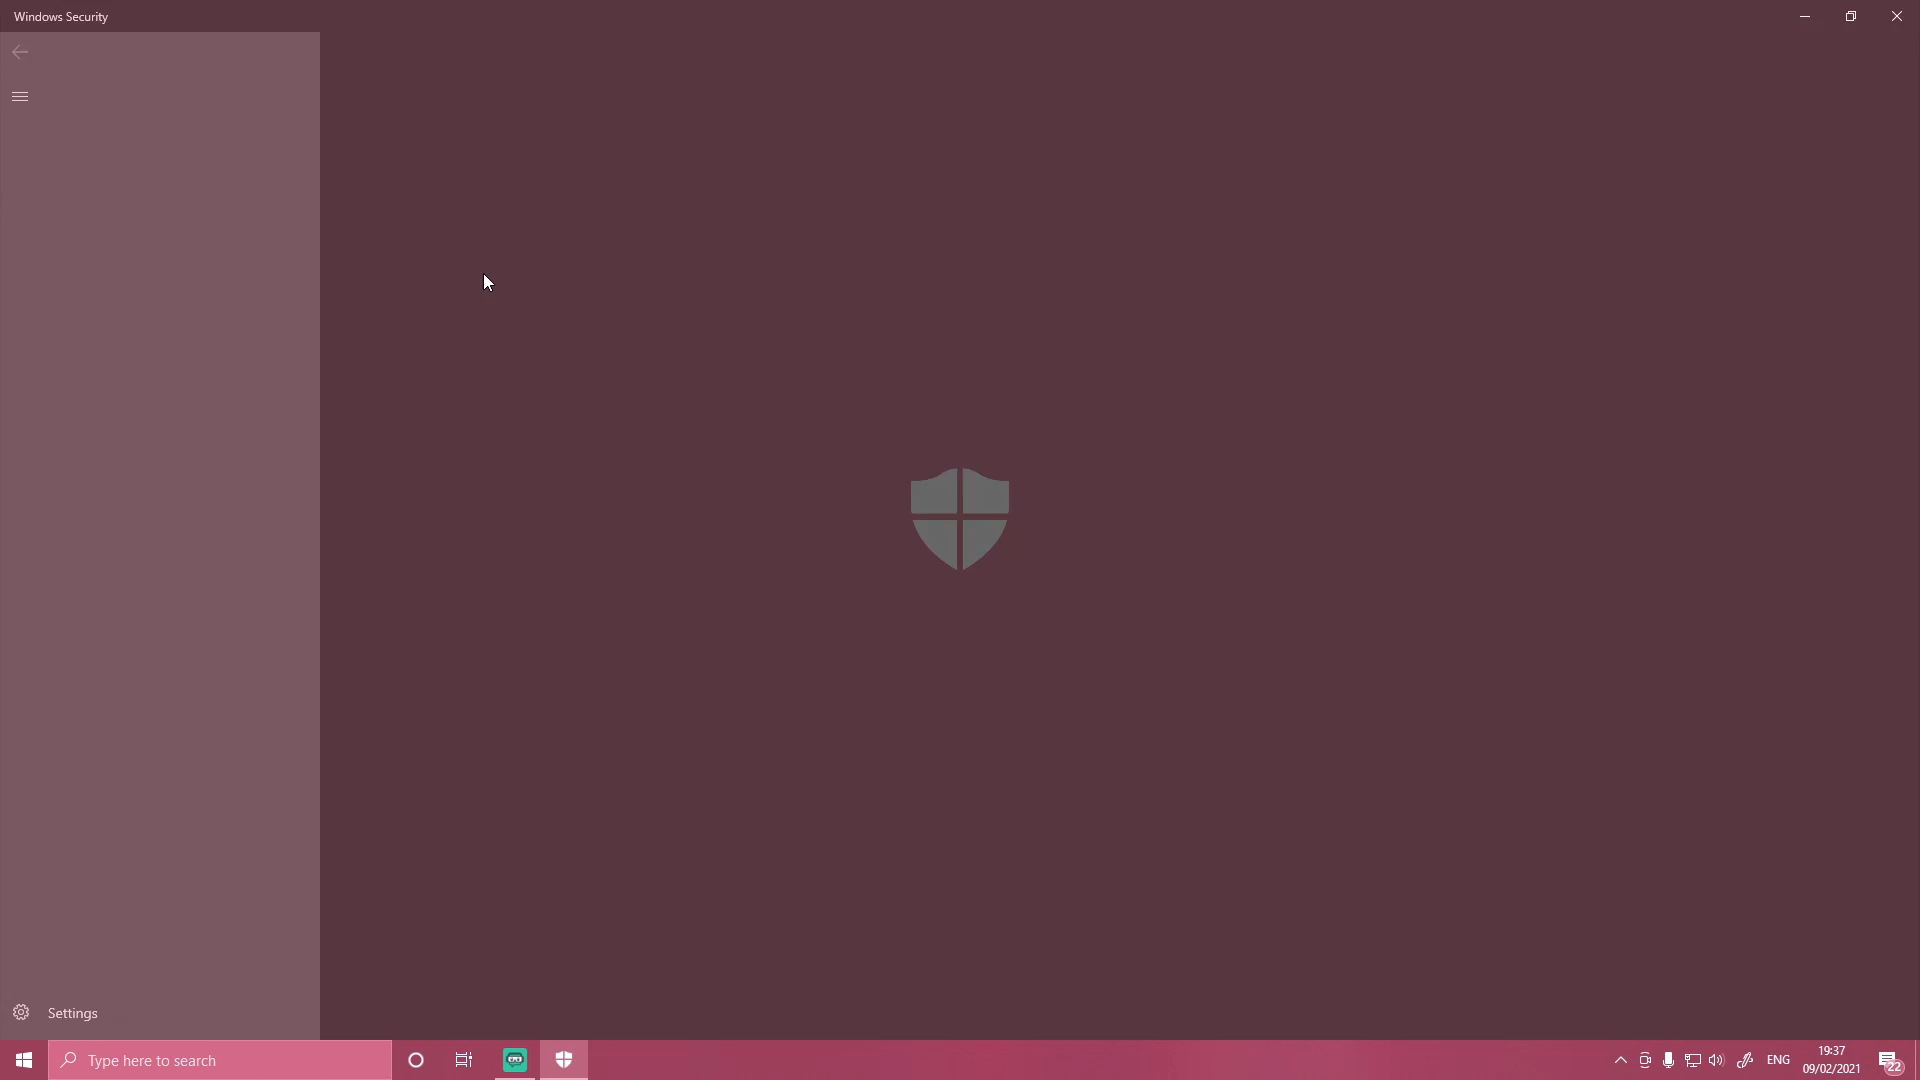 Windows Security
Settings
Type here to search
ENG
19:37
09/02/2021
22